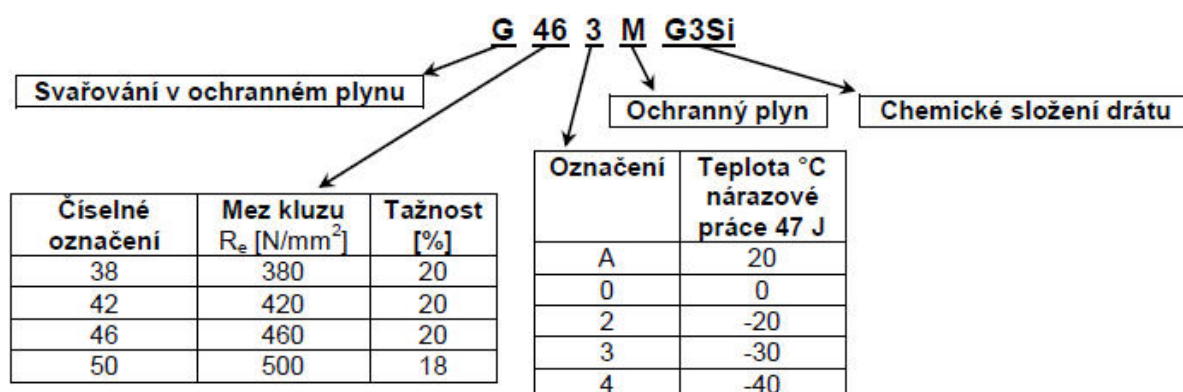 G 46 3 M G3Si
Svařování v ochranném plynu
Ochranný plyn
Chemické složení drátu
Číselné označení Mez kluzu Rₑ [N/mm²] Tažnost [%]
38 380 20
42 420 20
46 460 20
50 500 18
Označení Teplota °C nárazové práce 47 J
A 20
0 0
2 -20
3 -30
4 -40